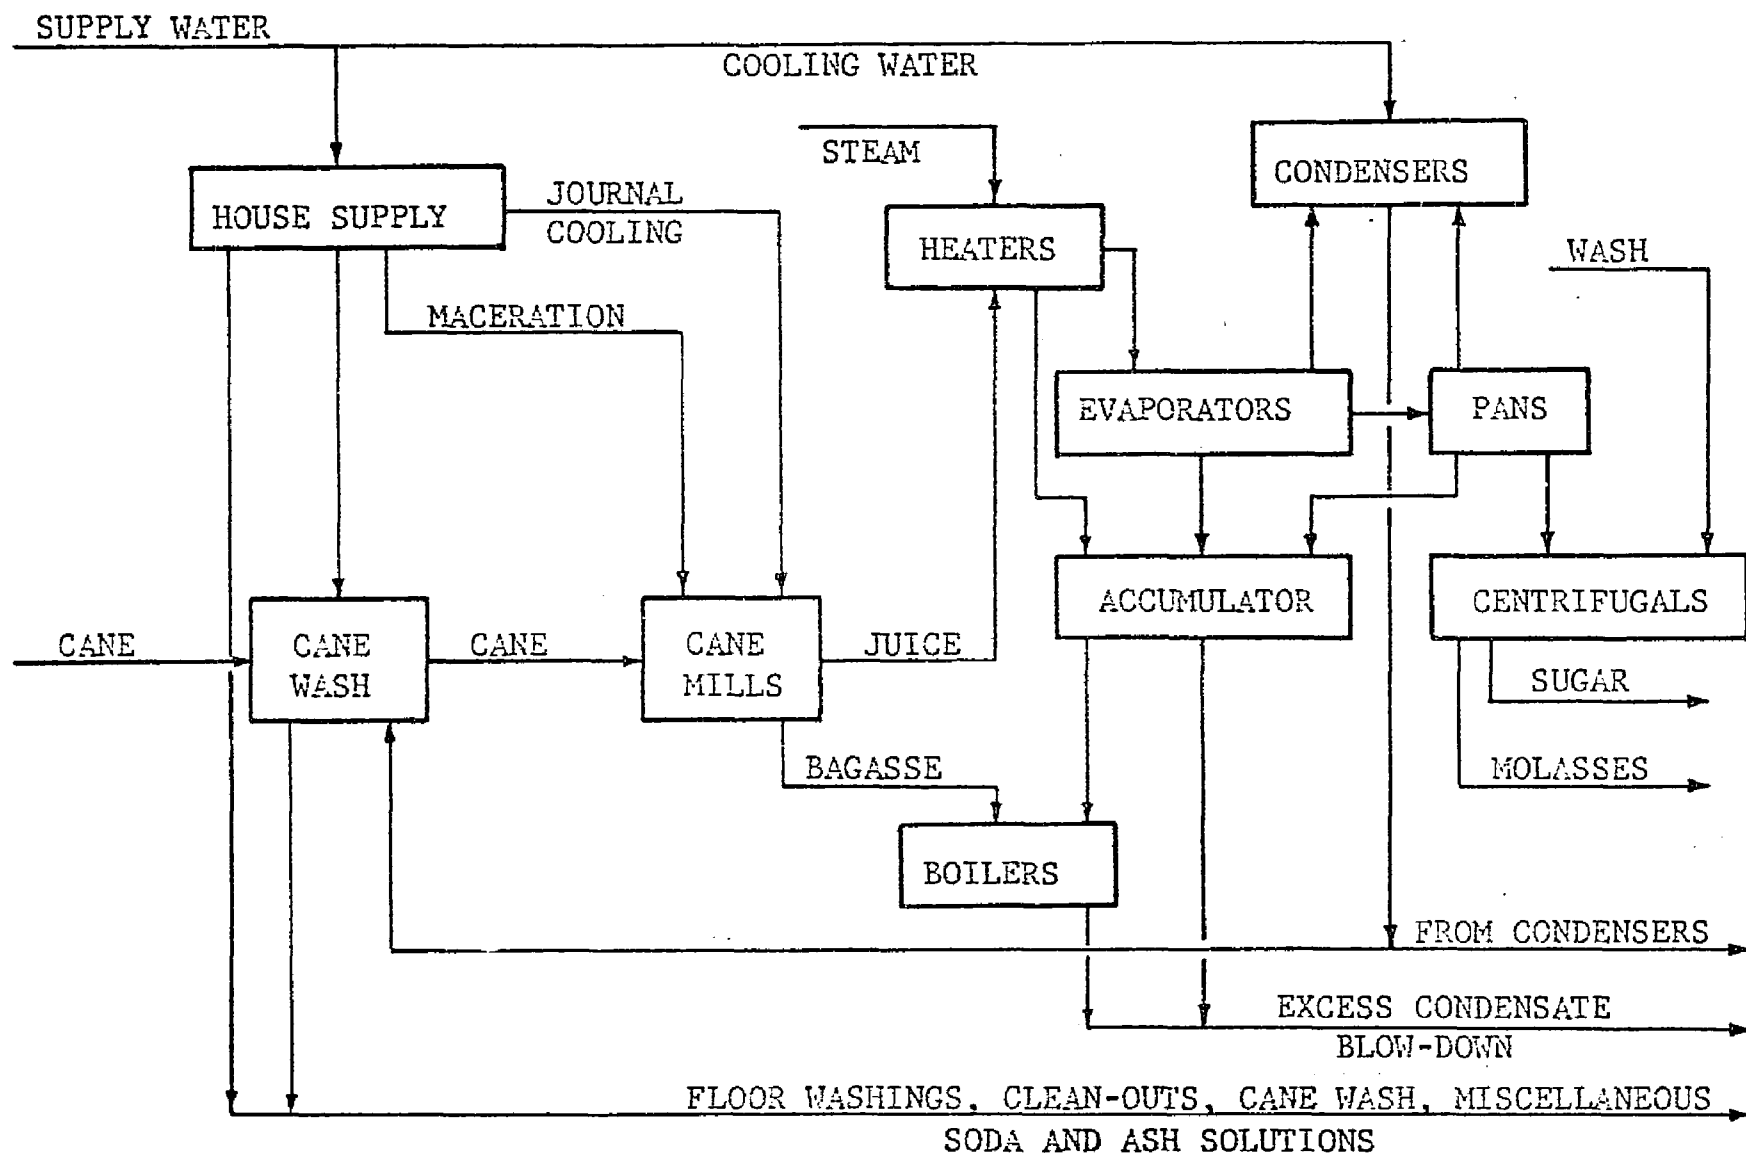 SUPPLY WATER
COOLING WATER
STEAM
CONDENSERS
HOUSE SUPPLY
JOURNAL
COOLING
HEATERS
WASH
MACERATION
EVAPORATORS
PANS
ACCUMULATOR
CENTRIFUGALS
CANE
CANE
WASH
CANE
CANE
MILLS
JUICE
SUGAR
BAGASSE
MOLASSES
BOILERS
FROM CONDENSERS
EXCESS CONDENSATE
BLOW-DOWN
FLOOR WASHINGS, CLEAN-OUTS, CANE WASH, MISCELLANEOUS
SODA AND ASH SOLUTIONS